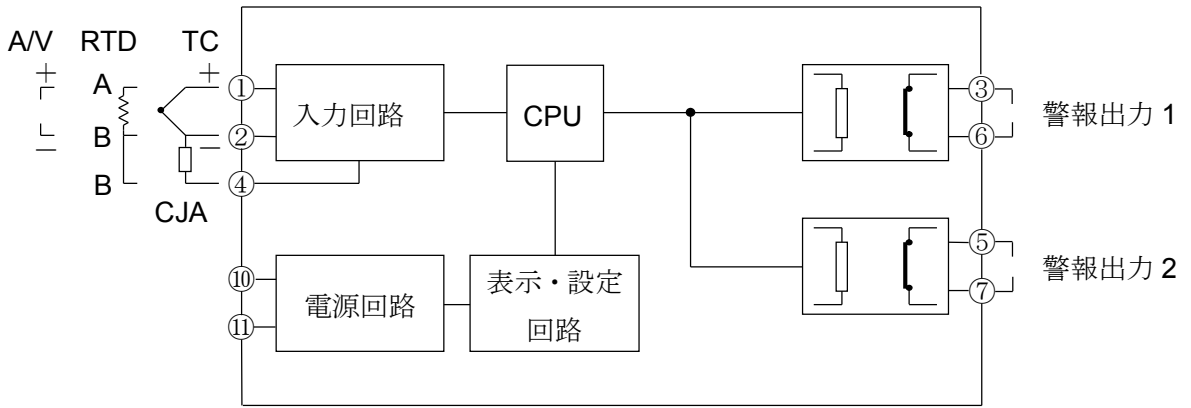 A/V RTD TC
+ +
A ① ③
入力回路 CPU 警報出力 1
B ② ⑥
− −
B ④
CJA
⑤
⑩ 表示・設定 警報出力 2
電源回路 ⑦
⑪ 回路